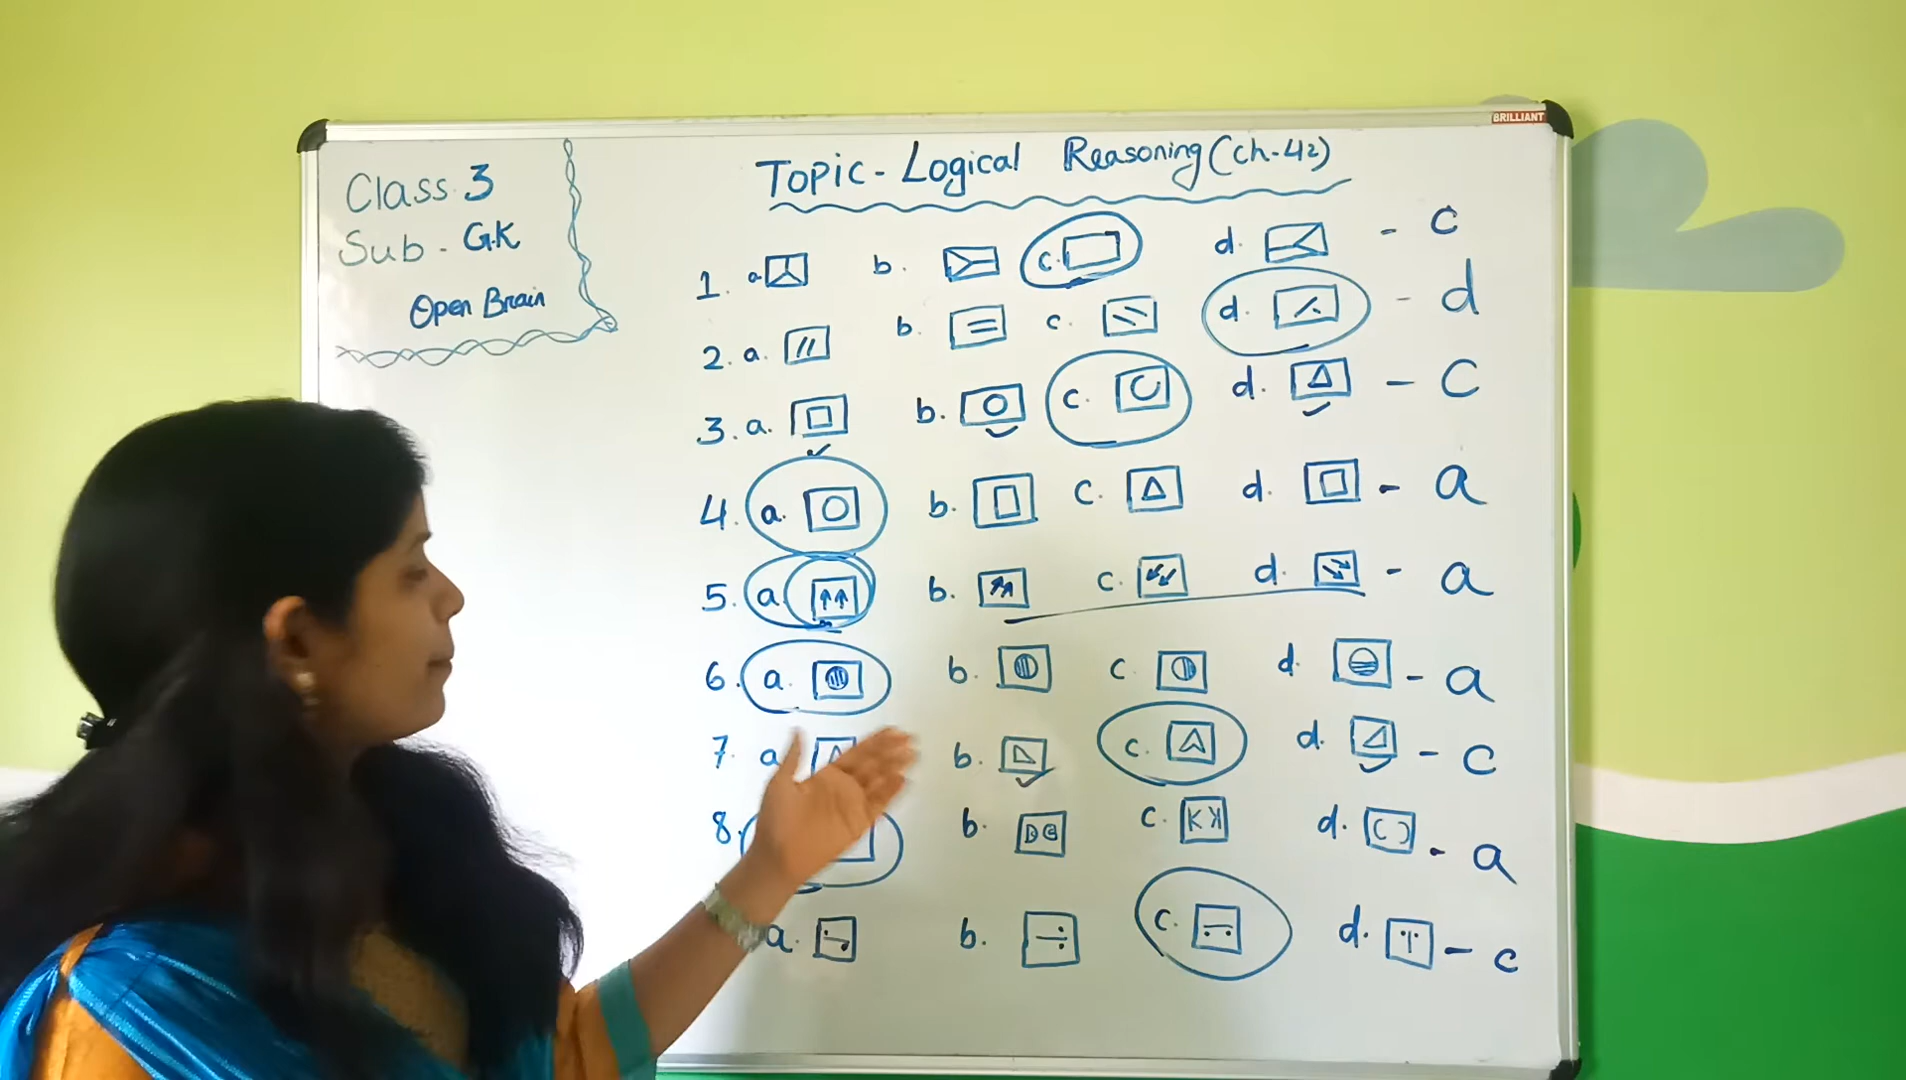 BRILLIANT
Class 3
Sub - G.K
Open Brain
Topic - Logical Reasoning (Ch-42)
1. a b. c. d. - c
2. a. b. c. d. - d
3. a. b. c. d. - c
4. a. b. c. d. - a
5. a. b. c. d. - a
6. a. b. c. d. - a
7. a b. c. d. - c
8. b. c. d. - a
a. b. c. d. - c